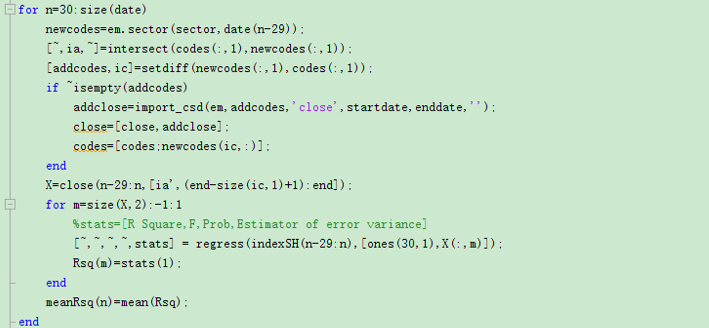 for n=30:size(date)
newcodes=em.sector(sector,date(n-29));
[~,ia,~]=intersect(codes(:,1),newcodes(:,1));
[addcodes,ic]=setdiff(newcodes(:,1),codes(:,1));
if ~isempty(addcodes)
addclose=import_csd(em,addcodes,'close',startdate,enddate,'');
close=[close,addclose];
codes=[codes;newcodes(ic,:)];
end
X=close(n-29:n,[ia',(end-size(ic,1)+1):end]);
for m=size(X,2):-1:1
%stats=[R Square,F,Prob,Estimator of error variance]
[~,~,~,~,stats] = regress(indexSH(n-29:n),[ones(30,1),X(:,m)]);
Rsq(m)=stats(1);
end
meanRsq(n)=mean(Rsq);
end